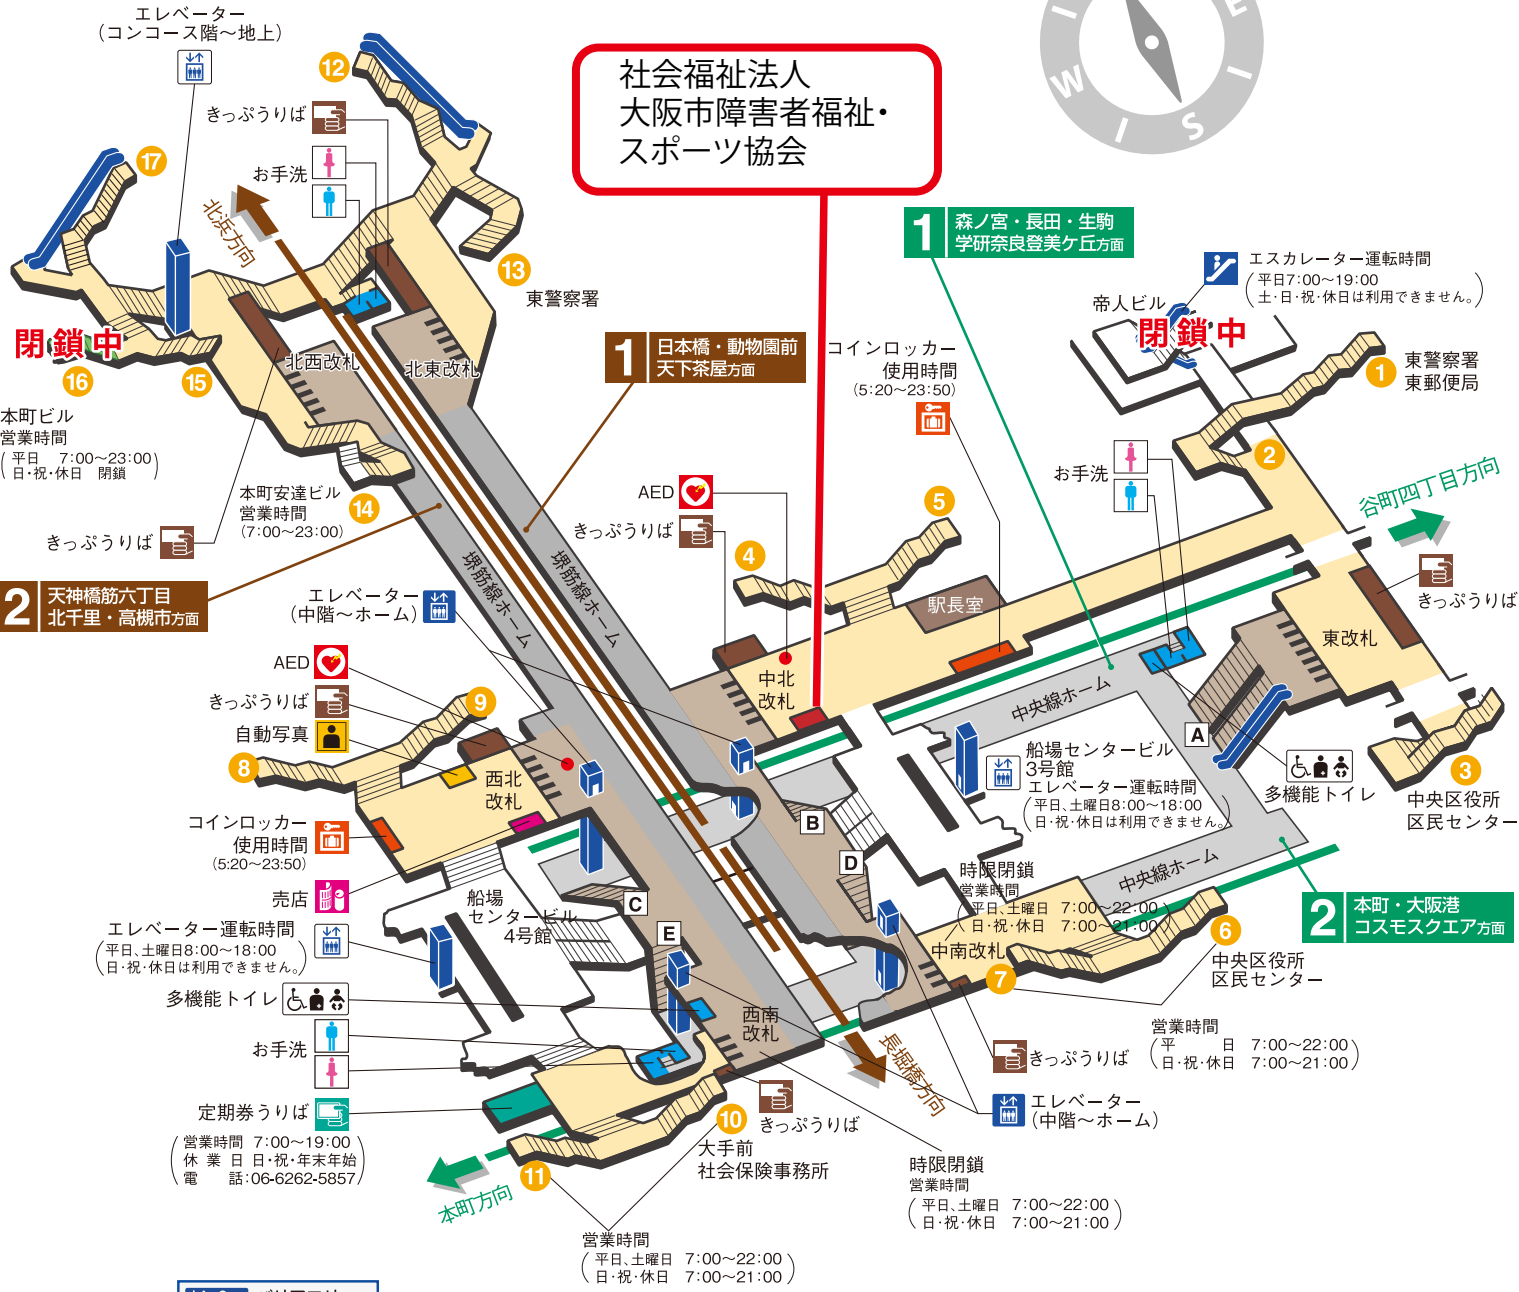 エレベーター
(コンコース階～地上)
12
きっぷうりば
お手洗
17
北浜方向
13
東警察署
社会福祉法人
大阪市障害者福祉・
スポーツ協会
W
S
E
1
森ノ宮・長田・生駒
学研奈良登美ケ丘方面
エスカレーター運転時間
(平日7:00～19:00
土・日・祝・休日は利用できません。)
帝人ビル
閉鎖中
1
東警察署
東郵便局
閉鎖中
16
15
北西改札
北東改札
1
日本橋・動物園前
天下茶屋方面
コインロッカー
使用時間
(5:20～23:50)
本町ビル
営業時間
(平日 7:00～23:00
日・祝・休日 閉鎖)
本町安達ビル
営業時間
(7:00～23:00)
14
きっぷうりば
2
お手洗
谷町四丁目方向
AED
きっぷうりば
4
5
駅長室
きっぷうりば
2
天神橋筋六丁目
北千里・高槻市方面
堺筋線ホーム
堺筋線ホーム
エレベーター
(中階～ホーム)
東改札
中北
改札
中央線ホーム
A
AED
きっぷうりば
自動写真
9
8
西北
改札
船場センタービル
3号館
エレベーター運転時間
(平日、土曜日8:00～18:00
日・祝・休日は利用できません。)
多機能トイレ
3
中央区役所
区民センター
コインロッカー
使用時間
(5:20～23:50)
売店
B
D
C
E
中央線ホーム
時限閉鎖
営業時間
(平日、土曜日 7:00～22:00
日・祝・休日 7:00～21:00)
2
本町・大阪港
コスモスクエア方面
船場
センタービル
4号館
エレベーター運転時間
(平日、土曜日8:00～18:00
日・祝・休日は利用できません。)
多機能トイレ
お手洗
中南改札
7
6
中央区役所
区民センター
西南
改札
長堀橋方向
きっぷうりば
営業時間
(平 日 7:00～22:00
日・祝・休日 7:00～21:00)
定期券うりば
(営業時間 7:00～19:00
休業日 日・祝・年末年始
電 話:06-6262-5857)
きっぷうりば
10
大手前
社会保険事務所
エレベーター
(中階～ホーム)
11
本町方向
時限閉鎖
営業時間
(平日、土曜日 7:00～22:00
日・祝・休日 7:00～21:00)
営業時間
(平日、土曜日 7:00～22:00
日・祝・休日 7:00～21:00)